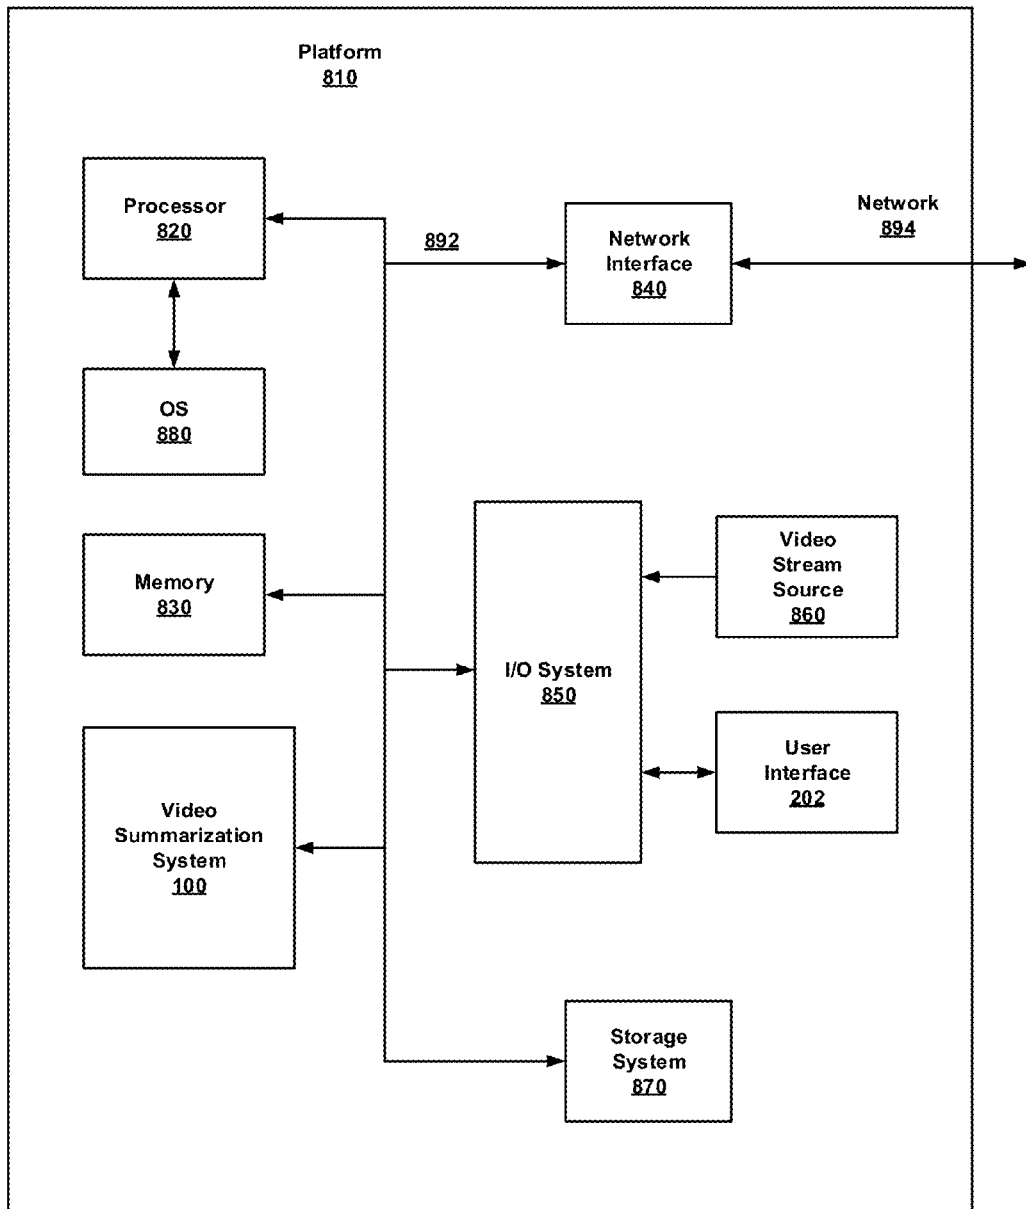 Platform
810
Processor
820
892
Network
Interface
840
Network
894
OS
880
Memory
830
I/O System
850
Video
Stream
Source
860
User
Interface
202
Video
Summarization
System
100
Storage
System
870